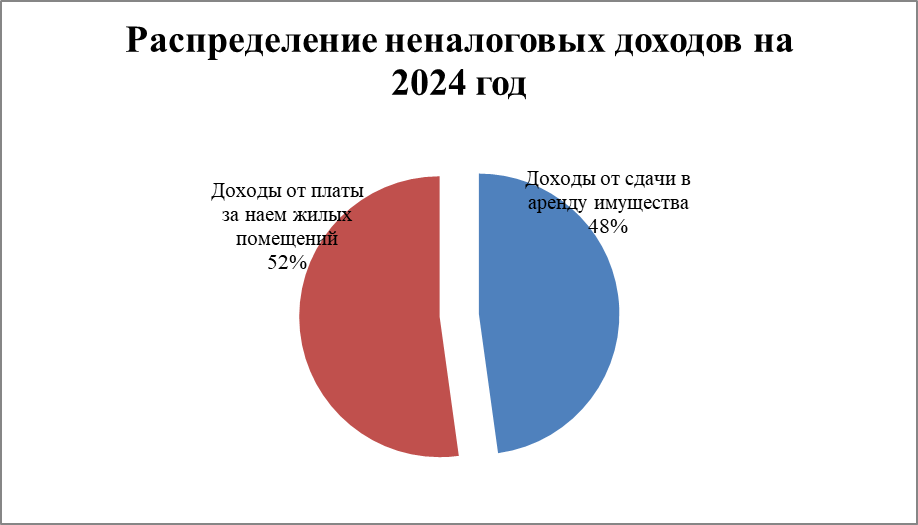 Распределение неналоговых доходов на
2024 год
Доходы от платы
за наем жилых
помещений
52%
Доходы от сдачи в
аренду имущества
48%